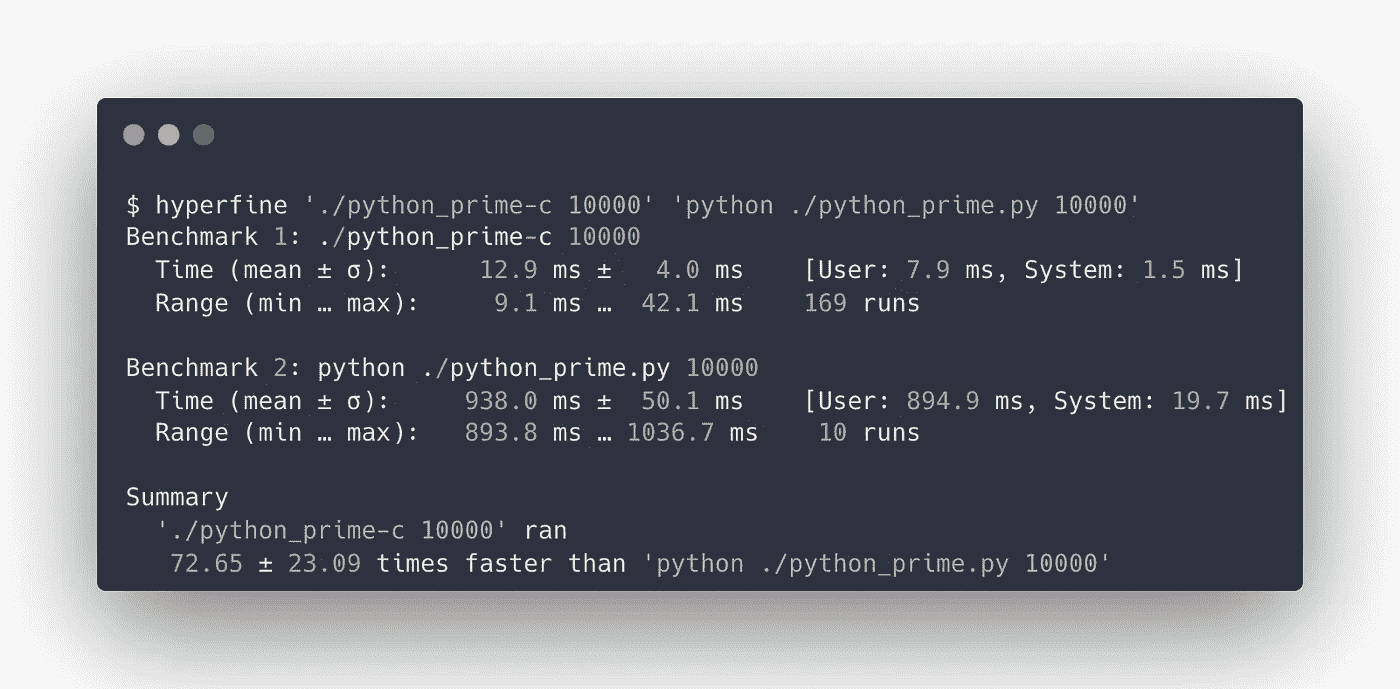 $ hyperfine './python_prime-c 10000' 'python ./python_prime.py 10000'
Benchmark 1: ./python_prime-c 10000
  Time (mean ± σ):      12.9 ms ±   4.0 ms    [User: 7.9 ms, System: 1.5 ms]
  Range (min … max):     9.1 ms …  42.1 ms    169 runs

Benchmark 2: python ./python_prime.py 10000
  Time (mean ± σ):     938.0 ms ±  50.1 ms    [User: 894.9 ms, System: 19.7 ms]
  Range (min … max):   893.8 ms … 1036.7 ms    10 runs

Summary
  './python_prime-c 10000' ran
   72.65 ± 23.09 times faster than 'python ./python_prime.py 10000'